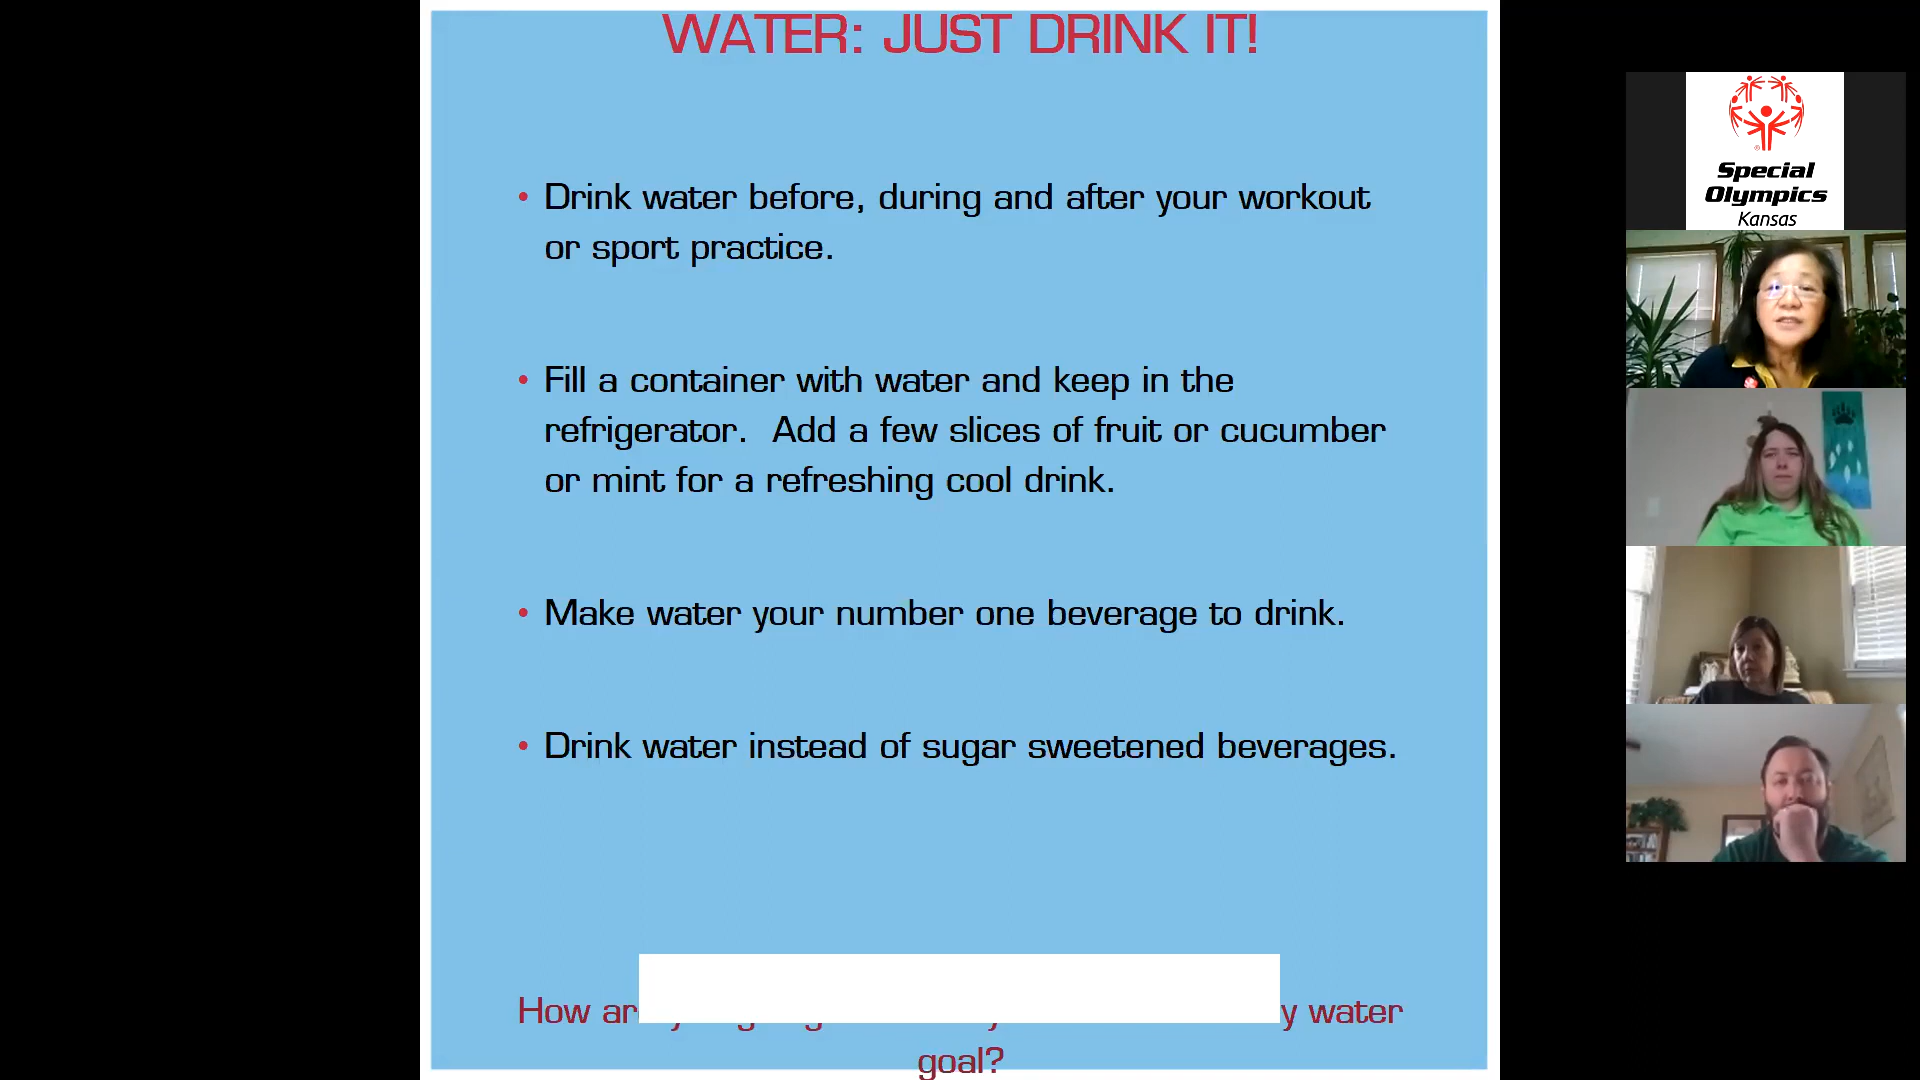 WATER: JUST DRINK IT!
• Drink water before, during and after your workout
or sport practice.
• Fill a container with water and keep in the
refrigerator. Add a few slices of fruit or cucumber
or mint for a refreshing cool drink.
• Make water your number one beverage to drink.
• Drink water instead of sugar sweetened beverages.
How water
goal?
Special
Olympics
Kansas